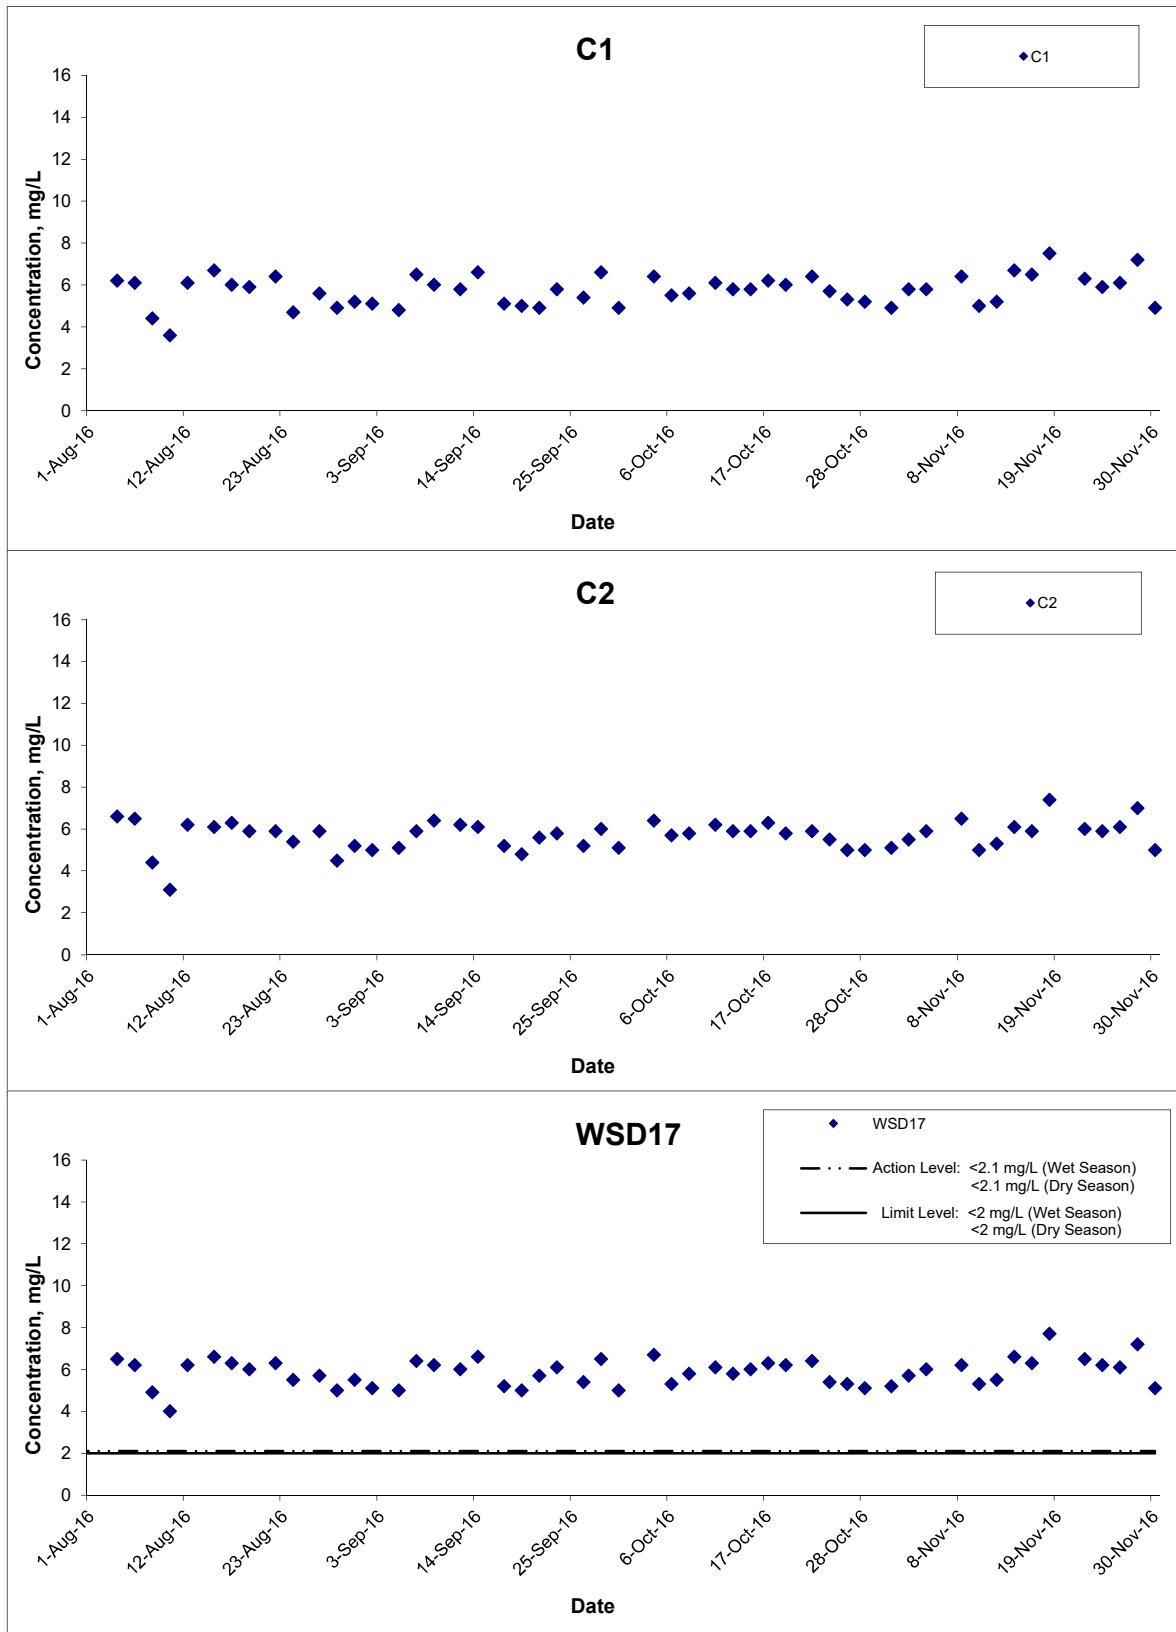 C1
C1
16
14
12
10
8
6
4
2
0
Concentration, mg/L
1-Aug-16
12-Aug-16
23-Aug-16
3-Sep-16
14-Sep-16
25-Sep-16
6-Oct-16
17-Oct-16
28-Oct-16
8-Nov-16
19-Nov-16
30-Nov-16
Date
C2
C2
16
14
12
10
8
6
4
2
0
Concentration, mg/L
1-Aug-16
12-Aug-16
23-Aug-16
3-Sep-16
14-Sep-16
25-Sep-16
6-Oct-16
17-Oct-16
28-Oct-16
8-Nov-16
19-Nov-16
30-Nov-16
Date
WSD17
WSD17
Action Level: <2.1 mg/L (Wet Season)
<2.1 mg/L (Dry Season)
Limit Level: <2 mg/L (Wet Season)
<2 mg/L (Dry Season)
16
14
12
10
8
6
4
2
0
Concentration, mg/L
1-Aug-16
12-Aug-16
23-Aug-16
3-Sep-16
14-Sep-16
25-Sep-16
6-Oct-16
17-Oct-16
28-Oct-16
8-Nov-16
19-Nov-16
30-Nov-16
Date